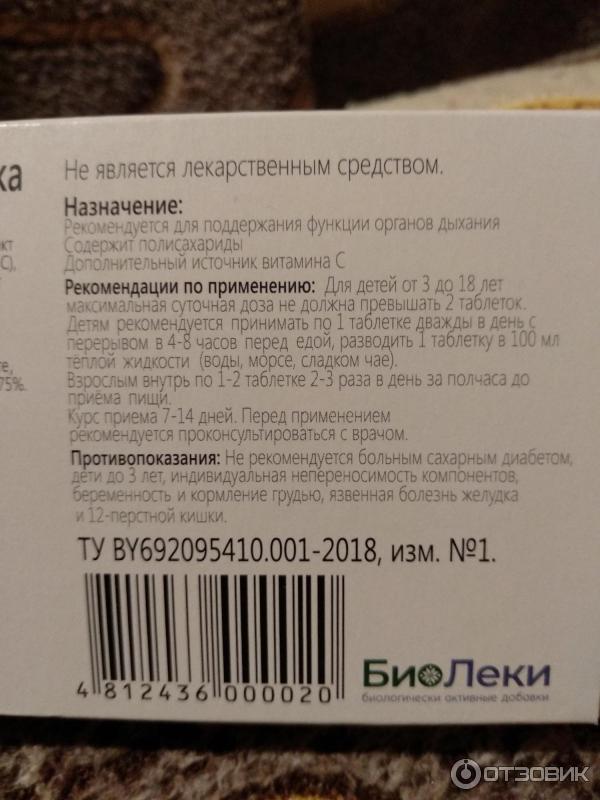 ка
Не является лекарственным средством.
Назначение:
Рекомендуется для поддержания функции органов дыхания
Содержит полисахариды
Дополнительный источник витамина С
ект
С),
Рекомендации по применению: Для детей от 3 до 18 лет
максимальная суточная доза не должна превышать 2 таблеток.
Детям рекомендуется принимать по 1 таблетке дважды в день с
перерывом в 4-8 часов перед едой, разводить 1 таблетку в 100 мл
тёплой жидкости (воды, морсе, сладком чае).
те,
75%.
Взрослым внутрь по 1-2 таблетке 2-3 раза в день за полчаса до
приёма пищи.
Курс приема 7-14 дней. Перед применением
рекомендуется проконсультироваться с врачом.
Противопоказания: Не рекомендуется больным сахарным диабетом,
дети до 3 лет, индивидуальная непереносимость компонентов,
беременность и кормление грудью, язвенная болезнь желудка
и 12-перстной кишки.
ТУ BY692095410.001-2018, изм. №1.
4 812436 000020
БиоЛеки
биологически активные добавки
ОТЗОВИК